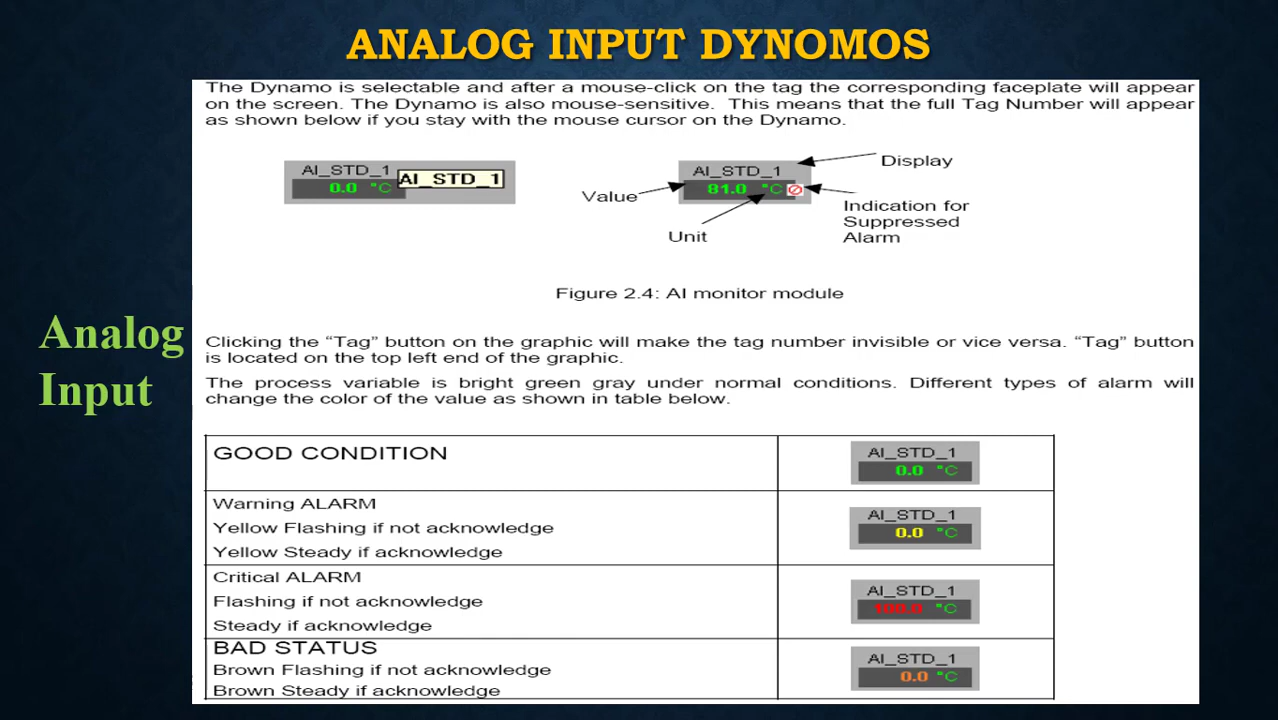 ANALOG INPUT DYNOMOS
The Dynamo is selectable and after a mouse-click on the tag the corresponding faceplate will appear
on the screen. The Dynamo is also mouse-sensitive. This means that the full Tag Number will appear
as shown below if you stay with the mouse cursor on the Dynamo.
AI_STD_1
0.0 °C
AI_STD_1
AI_STD_1
81.0 °C
Display
Value
Unit
Indication for
Suppressed
Alarm
Figure 2.4: AI monitor module
Analog
Input
Clicking the “Tag” button on the graphic will make the tag number invisible or vice versa. “Tag” button
is located on the top left end of the graphic.
The process variable is bright green gray under normal conditions. Different types of alarm will
change the color of the value as shown in table below.
GOOD CONDITION
AI_STD_1
0.0 °C
Warning ALARM
Yellow Flashing if not acknowledge
Yellow Steady if acknowledge
AI_STD_1
0.0 °C
Critical ALARM
Flashing if not acknowledge
Steady if acknowledge
AI_STD_1
100.0 °C
BAD STATUS
Brown Flashing if not acknowledge
Brown Steady if acknowledge
AI_STD_1
0.0 °C